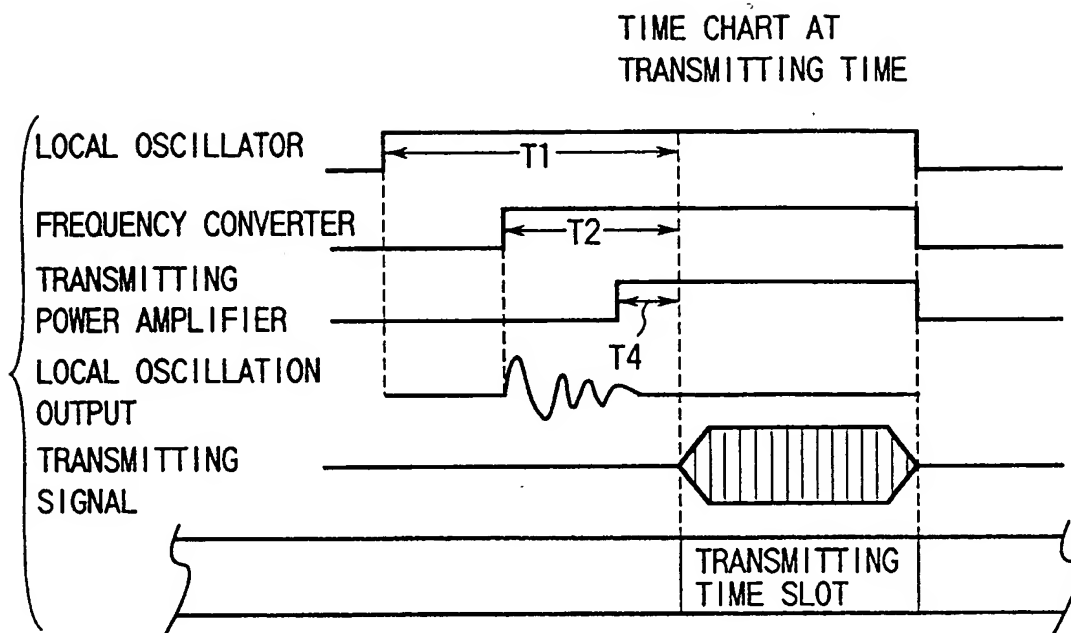 TIME CHART AT
TRANSMITTING TIME
LOCAL OSCILLATOR
T1
FREQUENCY CONVERTER
T2
TRANSMITTING
POWER AMPLIFIER
T4
LOCAL OSCILLATION
OUTPUT
TRANSMITTING
SIGNAL
TRANSMITTING
TIME SLOT